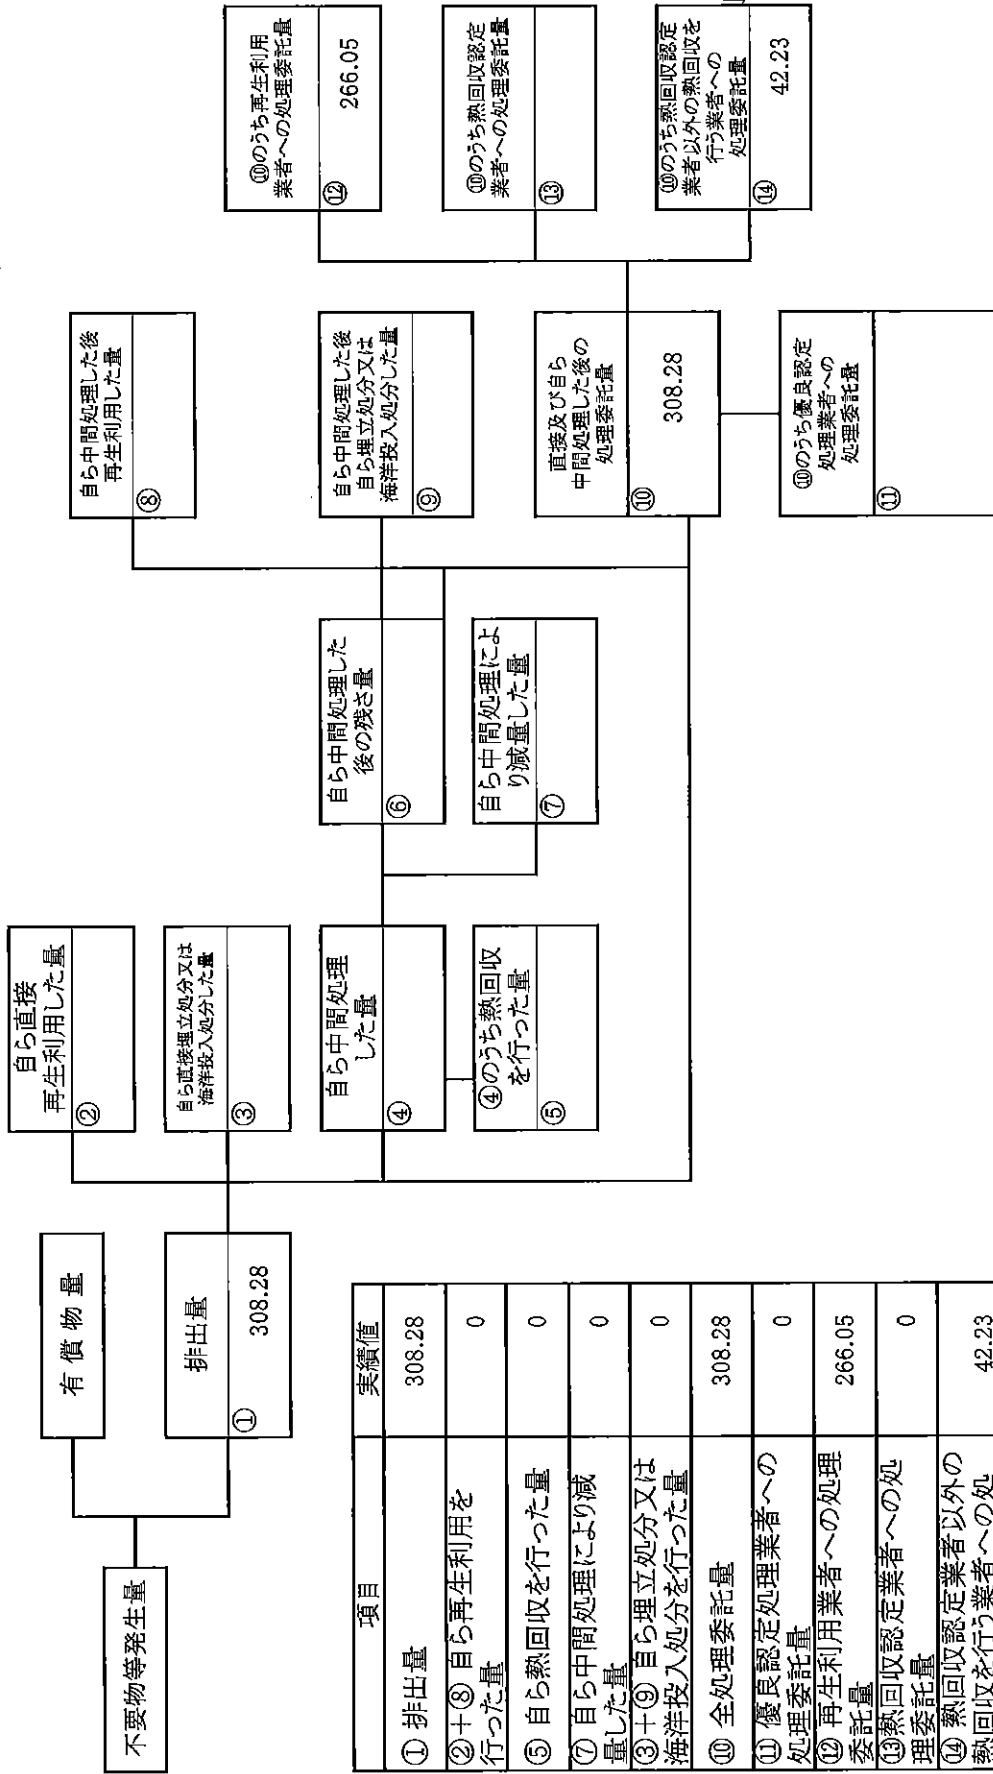 不要物等発生量
有償物量
排出量
①
308.28
自ら直接
再生利用した量
②
自ら直接埋立処分又は
海洋投入処分した量
③
自ら中間処理
した量
④
④のうち熱回収
を行った量
⑤
自ら中間処理した
後の残さ量
⑥
自ら中間処理によ
り減量した量
⑦
自ら中間処理した後
再生利用した量
⑧
自ら中間処理した後
自ら埋立処分又は
海洋投入処分した量
⑨
直接及び自ら
中間処理した後の
処理委託量
⑩
308.28
⑩のうち優良認定
処理業者への
処理委託量
⑪
⑩のうち再生利用
業者への処理委託量
⑫
266.05
⑩のうち熱回収認定
業者への処理委託量
⑬
⑩のうち熱回収認定
業者以外の熱回収を
行う業者への
処理委託量
⑭
42.23
項目 実績値
① 排出量 308.28
②+⑧ 自ら再生利用を
行った量 0
⑤ 自ら熱回収を行った量 0
⑦ 自ら中間処理により減
量した量 0
③+⑨ 自ら埋立処分又は
海洋投入処分を行った量 0
⑩ 全処理委託量 308.28
⑪ 優良認定処理業者への
処理委託量 0
⑫ 再生利用業者への処理
委託量 266.05
⑬熱回収認定業者への処
理委託量 0
⑭ 熱回収認定業者以外の
熱回収を行う業者への処 42.23